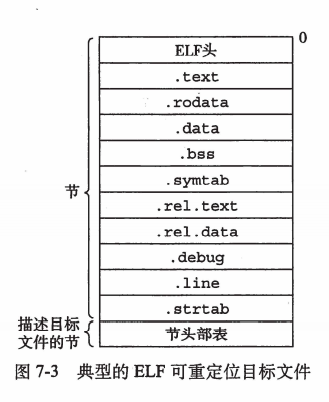 0
ELF头
.text
.rodata
.data
.bss
.symtab
.rel.text
.rel.data
.debug
.line
.strtab
节头部表
节
描述目标
文件的节
图 7-3 典型的 ELF 可重定位目标文件